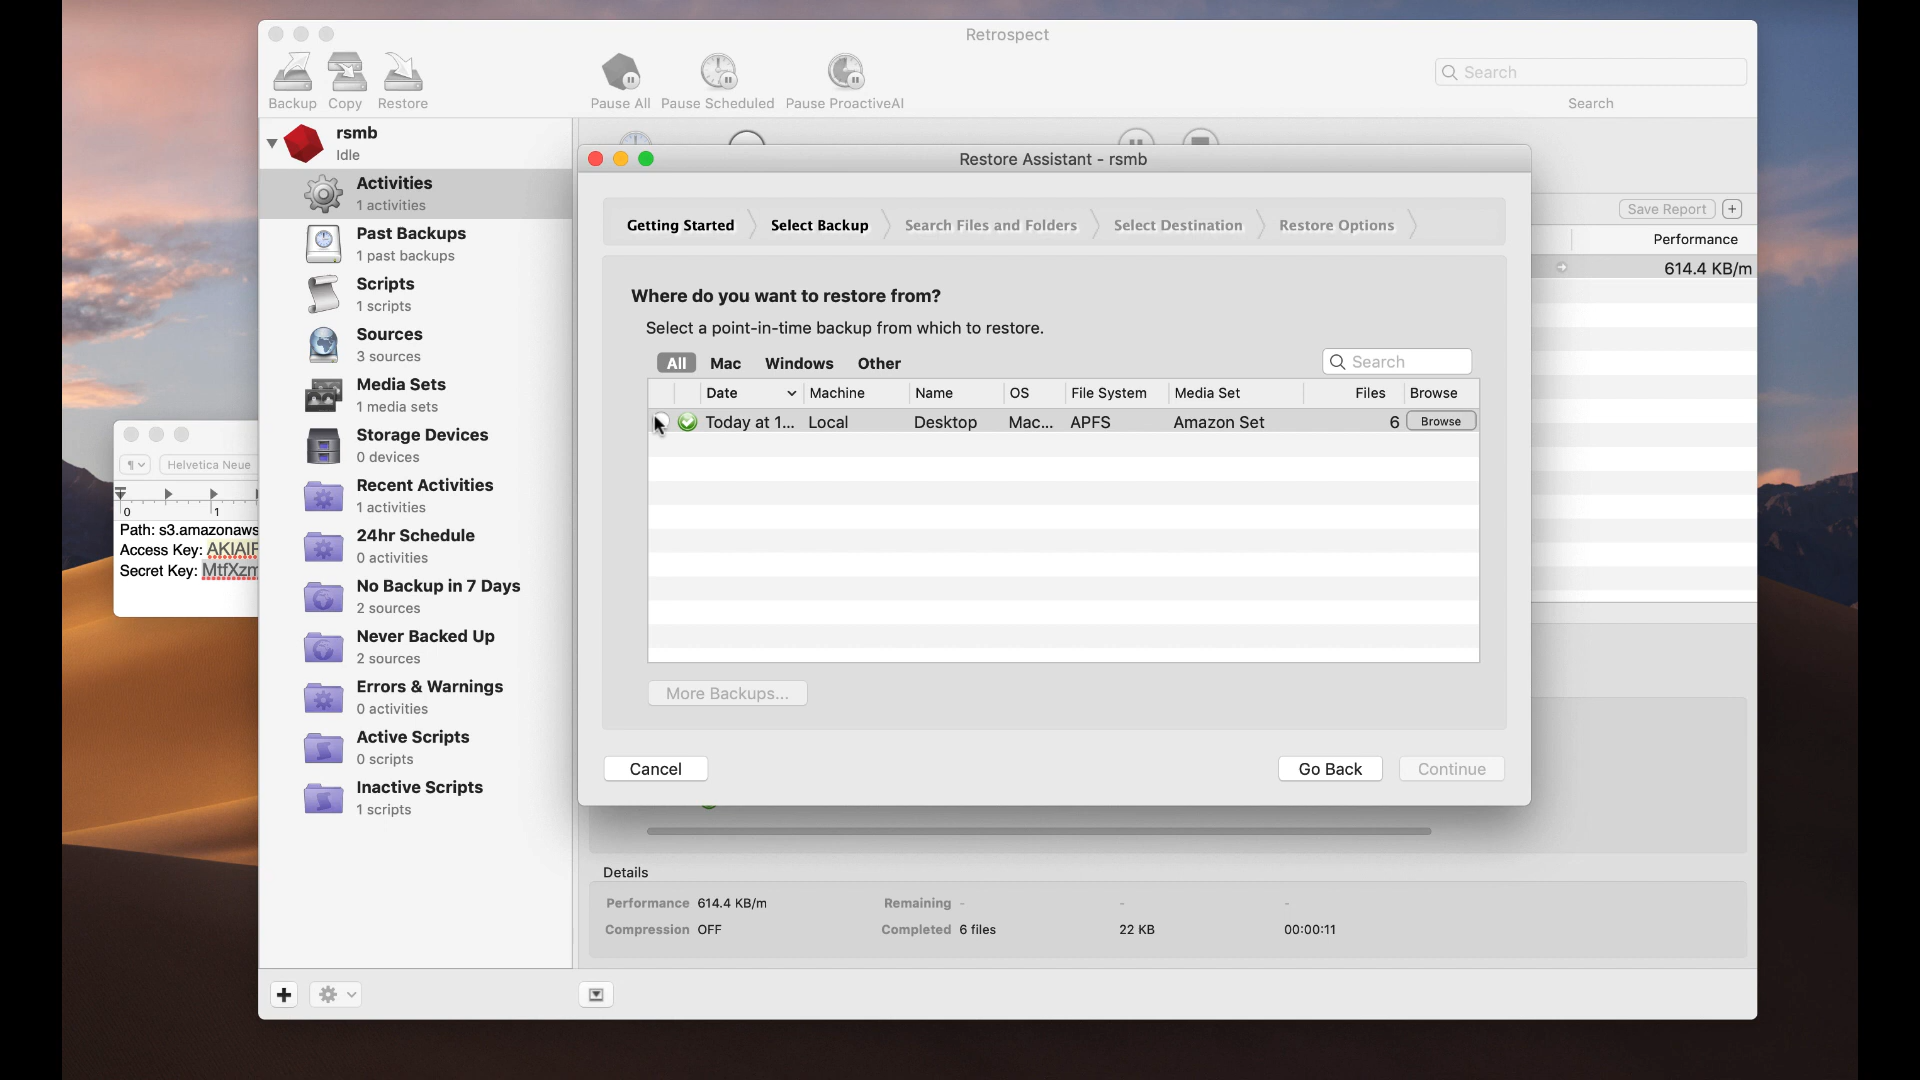 Retrospect
Backup Copy Restore
Pause All Pause Scheduled Pause ProactiveAI
Search
Search
rsmb
Idle
Activities
1 activities
Past Backups
1 past backups
Scripts
1 scripts
Sources
3 sources
Media Sets
1 media sets
Storage Devices
0 devices
Recent Activities
1 activities
24hr Schedule
0 activities
No Backup in 7 Days
2 sources
Never Backed Up
2 sources
Errors & Warnings
0 activities
Active Scripts
0 scripts
Inactive Scripts
1 scripts
Helvetica Neue
0 1
Path: s3.amazonaws
Access Key: AKIAIF
Secret Key: MtfXzm
Restore Assistant - rsmb
Getting Started Select Backup Search Files and Folders Select Destination Restore Options
Where do you want to restore from?
Select a point-in-time backup from which to restore.
All Mac Windows Other
Search
Date Machine Name OS File System Media Set Files Browse
Today at 1... Local Desktop Mac... APFS Amazon Set 6 Browse
More Backups...
Cancel Go Back Continue
Save Report +
Performance
614.4 KB/m
Details
Performance 614.4 KB/m Remaining - - -
Compression OFF Completed 6 files 22 KB 00:00:11